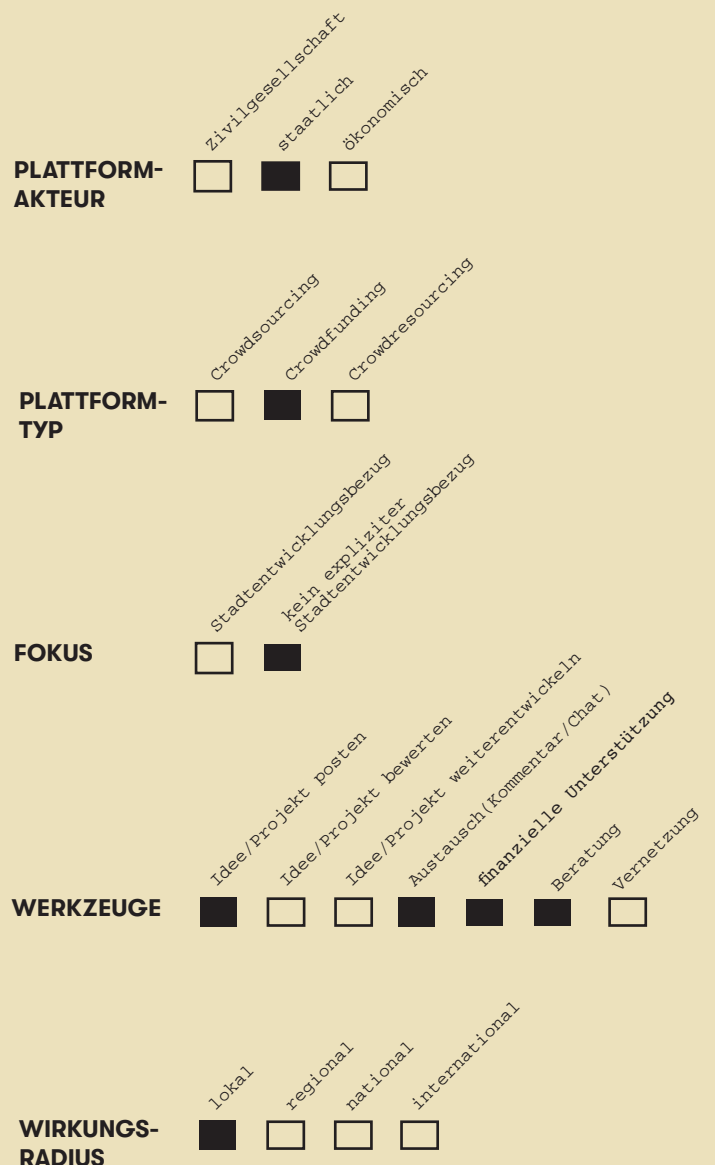 Zivilgesellschaft
staatlich
ökonomisch
PLATTFORM-
AKTEUR
Crowdsourcing
Crowdfunding
Crowdresourcing
PLATTFORM-
TYP
Stadtentwicklungsbezug
kein expliziter
Stadtentwicklungsbezug
FOKUS
Idee/Projekt posten
Idee/Projekt bewerten
Idee/Projekt weiterentwickeln
Austausch(Kommentar/Chat)
finanzielle Unterstützung
Beratung
Vernetzung
WERKZEUGE
lokal
regional
national
international
WIRKUNGS-
RADIUS